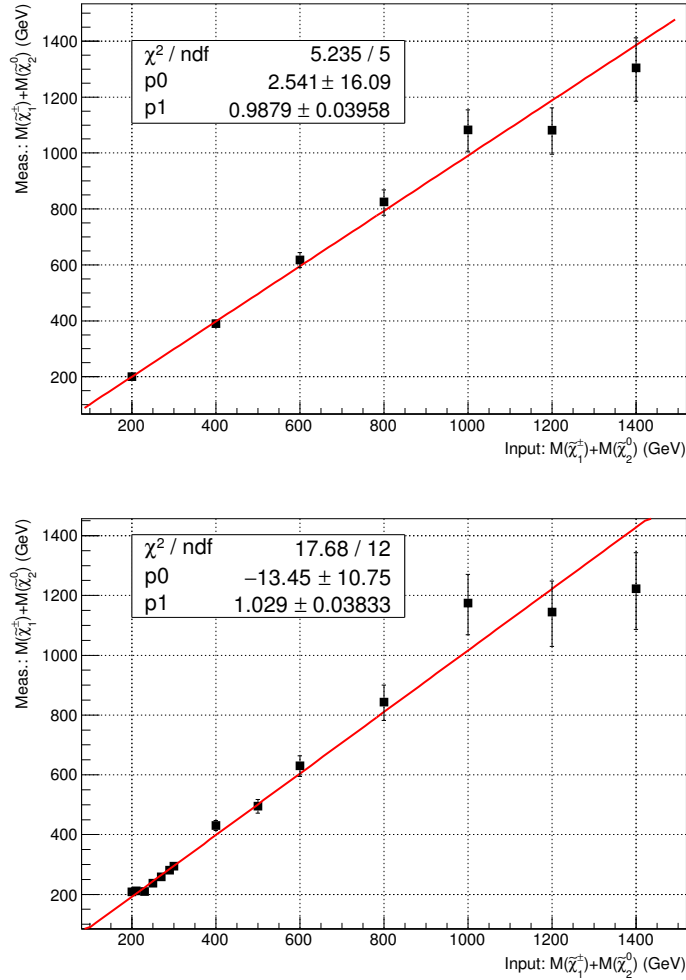 Meas.: M(χ̃₁±)+M(χ̃₂⁰) (GeV)
1400
1200
1000
800
600
400
200
χ² / ndf 5.235 / 5
p0 2.541 ± 16.09
p1 0.9879 ± 0.03958
200 400 600 800 1000 1200 1400
Input: M(χ̃₁±)+M(χ̃₂⁰) (GeV)
Meas.: M(χ̃₁±)+M(χ̃₂⁰) (GeV)
1400
1200
1000
800
600
400
200
χ² / ndf 17.68 / 12
p0 −13.45 ± 10.75
p1 1.029 ± 0.03833
200 400 600 800 1000 1200 1400
Input: M(χ̃₁±)+M(χ̃₂⁰) (GeV)